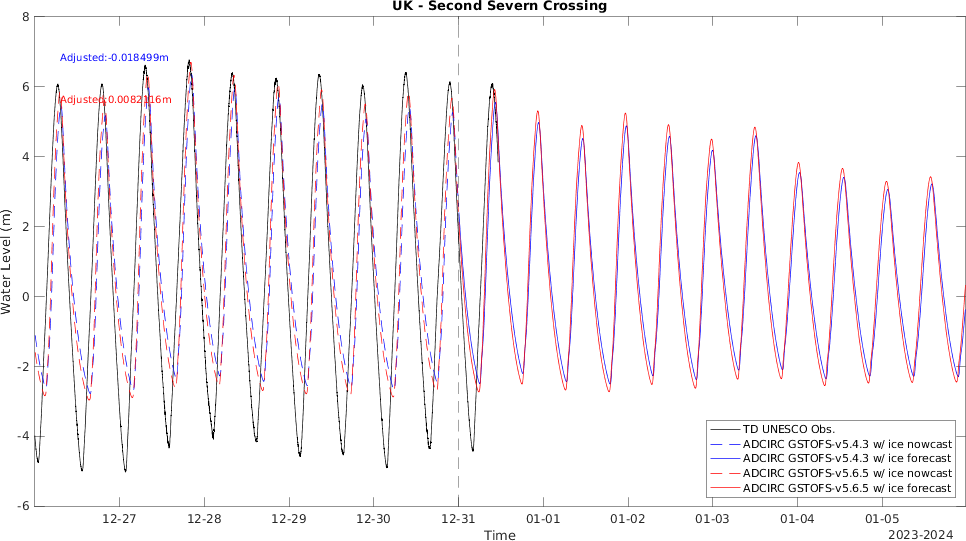 UK - Second Severn Crossing
8
6
4
2
0
-2
-4
-6
Water Level (m)
Adjusted:-0.018499m
Adjusted:0.0082116m
12-27
12-28
12-29
12-30
12-31
01-01
01-02
01-03
01-04
01-05
Time
2023-2024
TD UNESCO Obs.
ADCIRC GSTOFS-v5.4.3 w/ ice nowcast
ADCIRC GSTOFS-v5.4.3 w/ ice forecast
ADCIRC GSTOFS-v5.6.5 w/ ice nowcast
ADCIRC GSTOFS-v5.6.5 w/ ice forecast